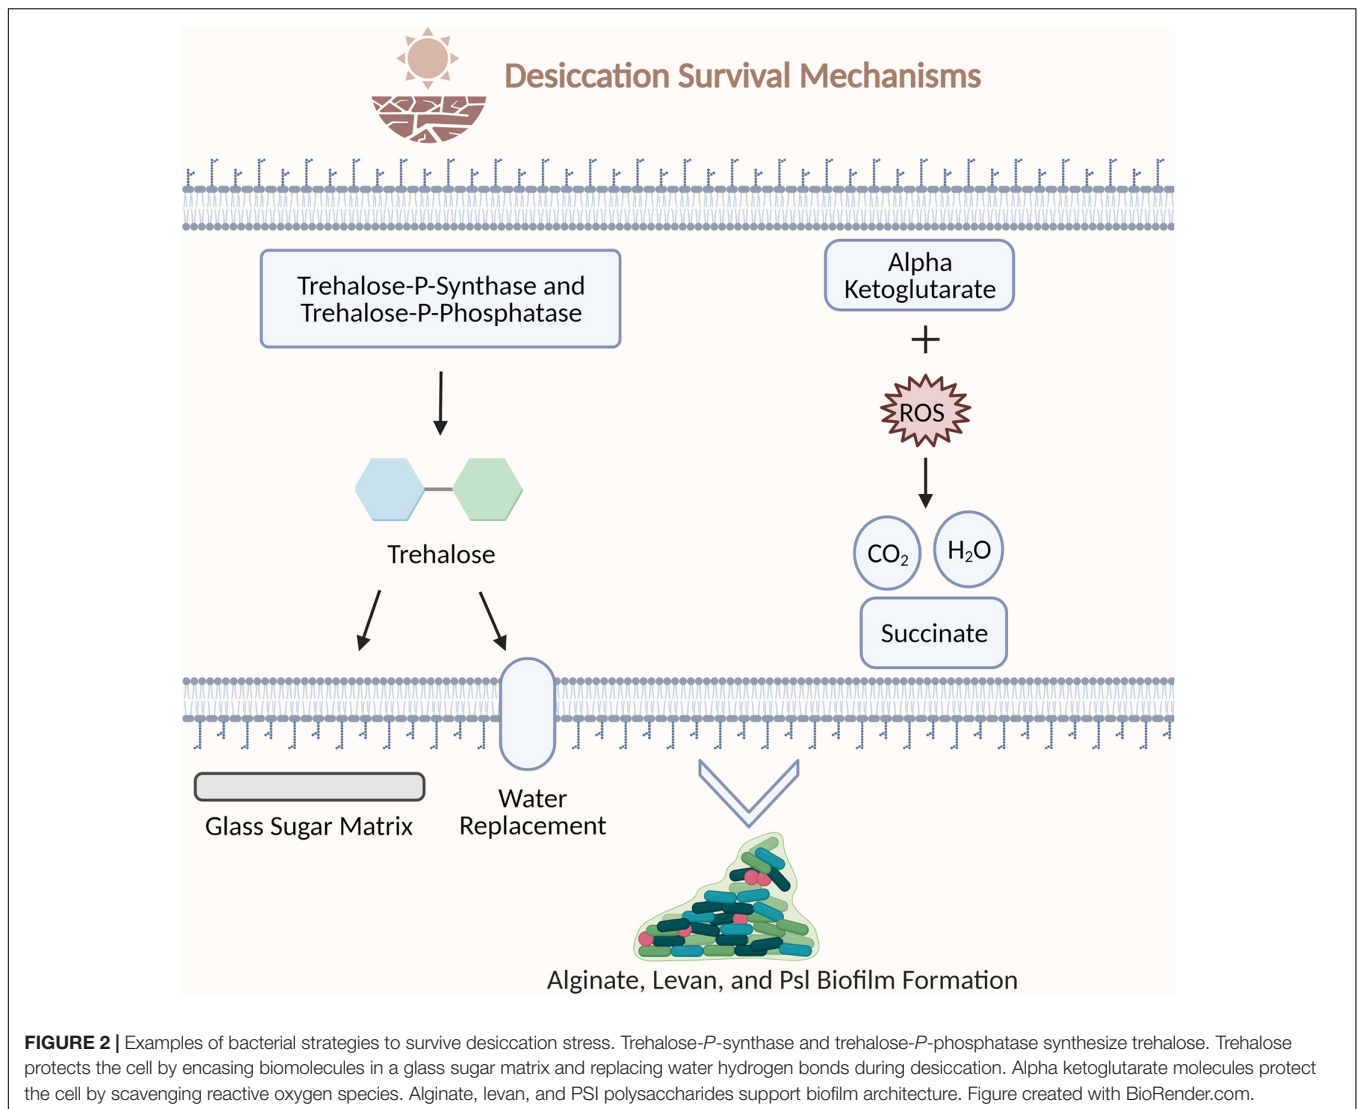 Desiccation Survival Mechanisms
Trehalose-P-Synthase and
Trehalose-P-Phosphatase
Trehalose
Alpha
Ketoglutarate
+
ROS
CO₂
H₂O
Succinate
Glass Sugar Matrix
Water
Replacement
Alginate, Levan, and Psl Biofilm Formation
FIGURE 2 | Examples of bacterial strategies to survive desiccation stress. Trehalose-P-synthase and trehalose-P-phosphatase synthesize trehalose. Trehalose
protects the cell by encasing biomolecules in a glass sugar matrix and replacing water hydrogen bonds during desiccation. Alpha ketoglutarate molecules protect
the cell by scavenging reactive oxygen species. Alginate, levan, and PSl polysaccharides support biofilm architecture. Figure created with BioRender.com.